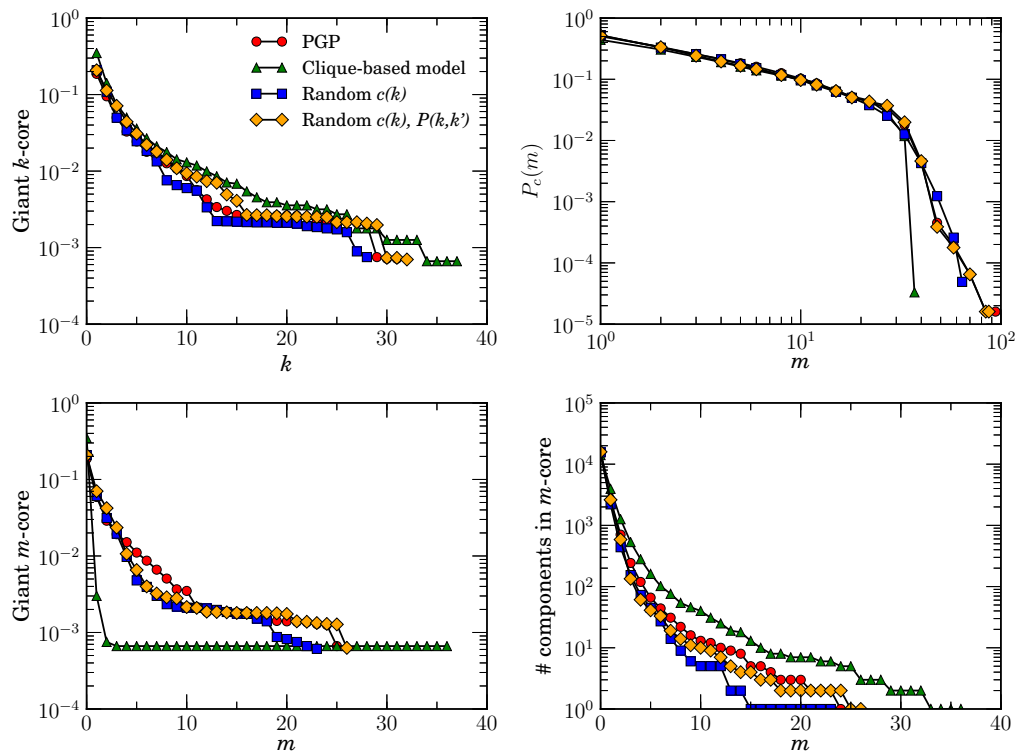 10^0
10^-1
10^-2
10^-3
10^-4
0 10 20 30 40
k
Giant k-core
PGP
Clique-based model
Random c(k)
Random c(k), P(k,k')
10^0
10^-1
10^-2
10^-3
10^-4
10^-5
10^0 10^1 10^2
m
P_c(m)
10^0
10^-1
10^-2
10^-3
10^-4
0 10 20 30 40
m
Giant m-core
10^5
10^4
10^3
10^2
10^1
10^0
0 10 20 30 40
m
# components in m-core